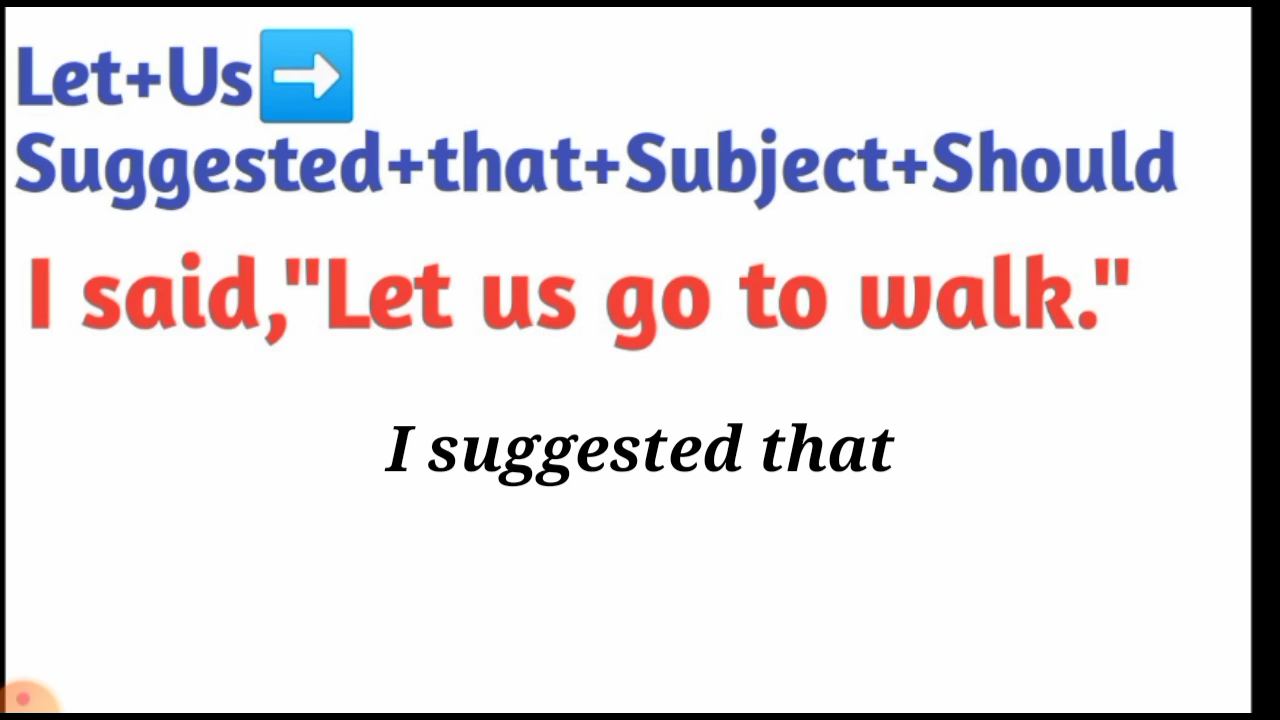 Let+Us➡️
Suggested+that+Subject+Should
I said,"Let us go to walk."
I suggested that